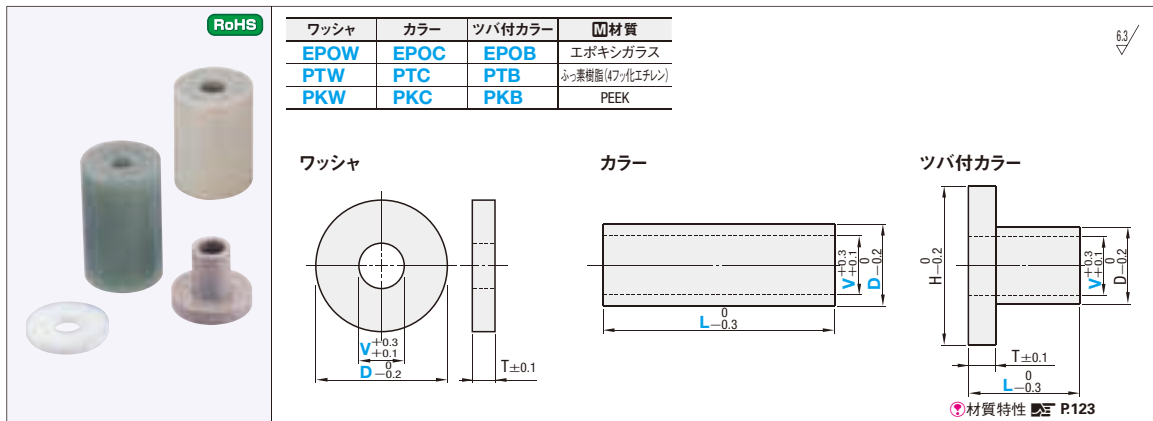 RoHS
ワッシャ カラー ツバ付カラー M材質
EPOW EPOC EPOB エポキシガラス
PTW PTC PTB ふっ素樹脂(4フッ化エチレン)
PKW PKC PKB PEEK
6.3
ワッシャ
カラー
ツバ付カラー
V+0.3 +0.1
D 0 -0.2
T±0.1
L 0 -0.3
V+0.3 +0.1
D 0 -0.2
H 0 -0.2
V+0.3 +0.1
D 0 -0.2
T±0.1
L 0 -0.3
材質特性 P.123